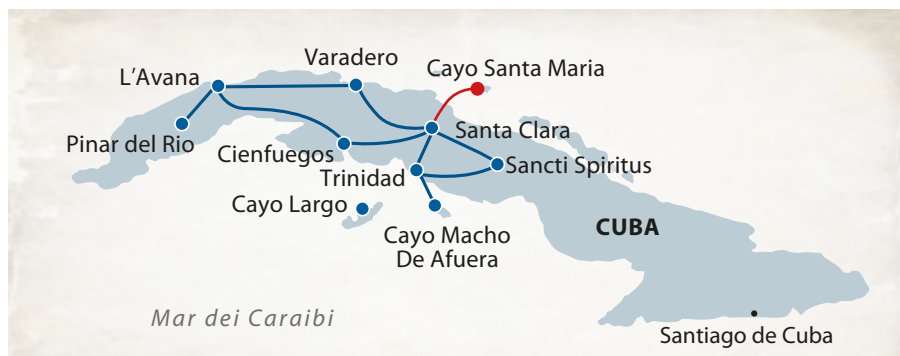 Varadero
L'Avana
Cayo Santa Maria
Pinar del Rio
Cienfuegos
Santa Clara
Trinidad
Sancti Spiritus
Cayo Largo
Cayo Macho
De Afuera
CUBA
Mar dei Caraibi
Santiago de Cuba